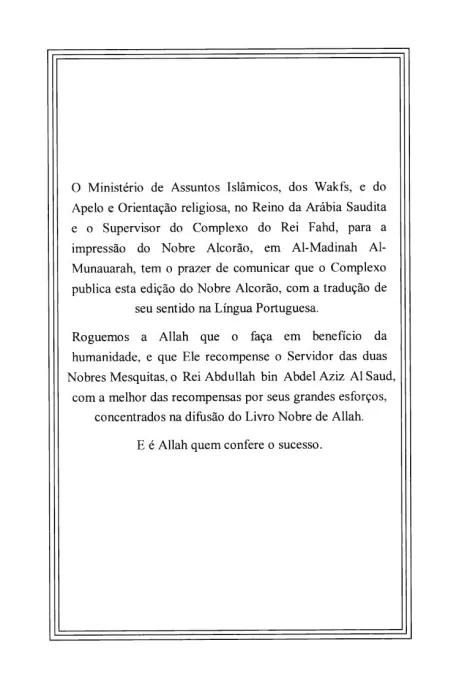 O Ministério de Assuntos Islâmicos, dos Wakfs, e do
Apelo e Orientação religiosa, no Reino da Arábia Saudita
e o Supervisor do Complexo do Rei Fahd, para a
impressão do Nobre Alcorão, em Al-Madinah Al-
Munauarah, tem o prazer de comunicar que o Complexo
publica esta edição do Nobre Alcorão, com a tradução de
seu sentido na Língua Portuguesa.
Roguemos a Allah que o faça em benefício da
humanidade, e que Ele recompense o Servidor das duas
Nobres Mesquitas, o Rei Abdullah bin Abdel Aziz Al Saud,
com a melhor das recompensas por seus grandes esforços,
concentrados na difusão do Livro Nobre de Allah.
E é Allah quem confere o sucesso.